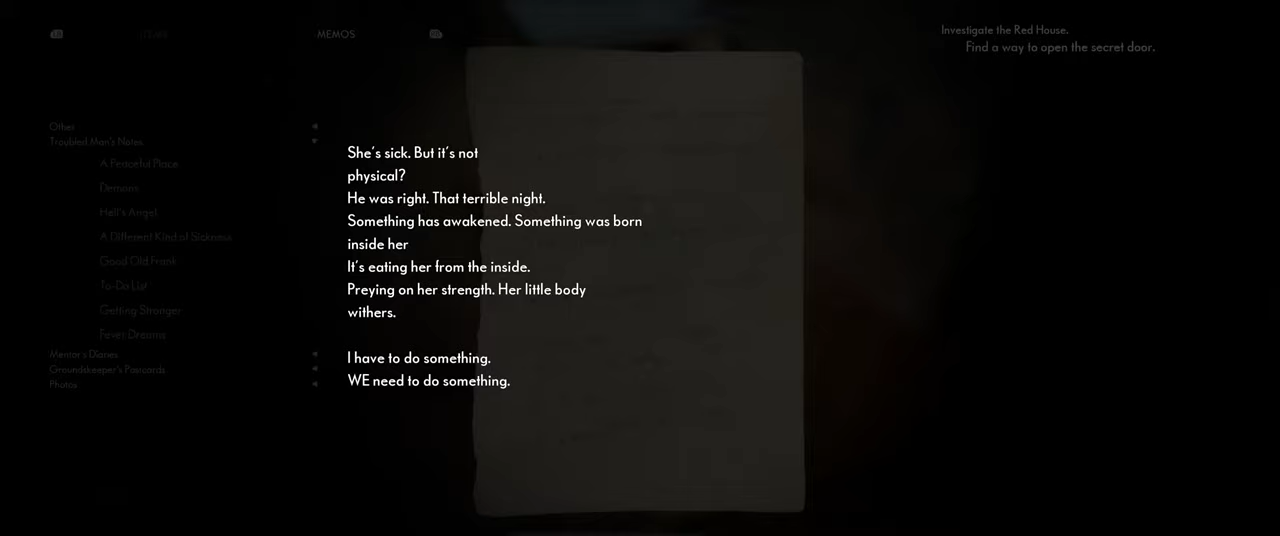 LB
ITEMS
MEMOS
RB
Investigate the Red House.
Find a way to open the secret door.
Other
Troubled Man's Notes
A Peaceful Place
Demons
Hell's Angel
A Different Kind of Sickness
Good Old Frank
To-Do List
Getting Stronger
Fever Dreams
Mentor's Diaries
Groundskeeper's Postcards
Photos
She's sick. But it's not
physical?
He was right. That terrible night.
Something has awakened. Something was born
inside her
It's eating her from the inside.
Preying on her strength. Her little body
withers.
I have to do something.
WE need to do something.